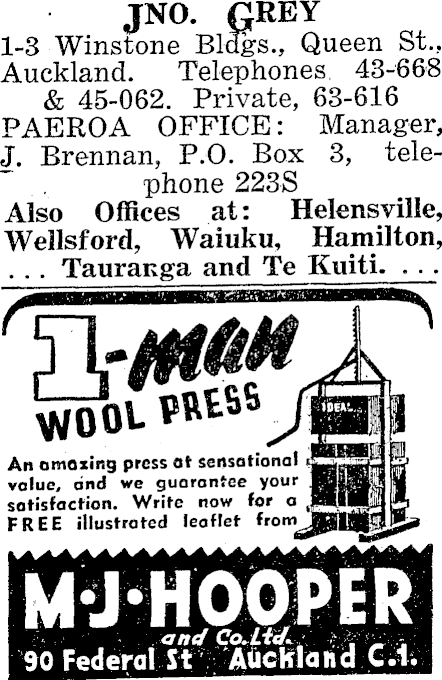 JNO. GREY
1-3 Winstone Bldgs., Queen St.,
Auckland. Telephones 43-668
& 45-062. Private, 63-616
PAEROA OFFICE: Manager,
J. Brennan, P.O. Box 3, tele-
phone 223S
Also Offices at: Helensville,
Wellsford, Waiuku, Hamilton,
... Tauranga and Te Kuiti. ...
1-man
WOOL PRESS
IDEAL
An amazing press at sensational
value, and we guarantee your
satisfaction. Write now for a
FREE illustrated leaflet from
M·J·HOOPER
and Co. Ltd.
90 Federal St Auckland C.1.